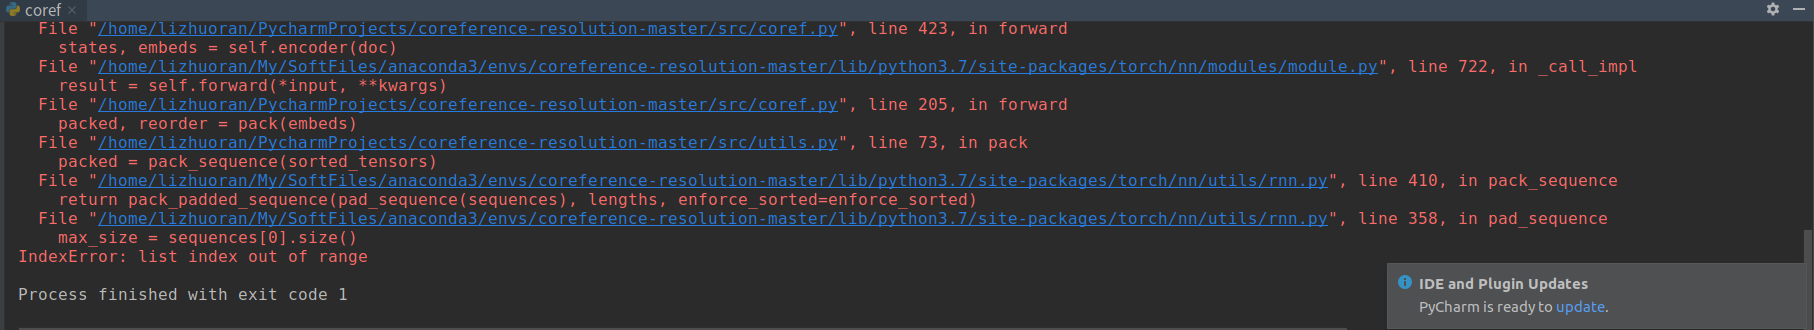 coref ×
File "/home/lizhuoran/PycharmProjects/coreference-resolution-master/src/coref.py", line 423, in forward
states, embeds = self.encoder(doc)
File "/home/lizhuoran/My/SoftFiles/anaconda3/envs/coreference-resolution-master/lib/python3.7/site-packages/torch/nn/modules/module.py", line 722, in _call_impl
result = self.forward(*input, **kwargs)
File "/home/lizhuoran/PycharmProjects/coreference-resolution-master/src/coref.py", line 205, in forward
packed, reorder = pack(embeds)
File "/home/lizhuoran/PycharmProjects/coreference-resolution-master/src/utils.py", line 73, in pack
packed = pack_sequence(sorted_tensors)
File "/home/lizhuoran/My/SoftFiles/anaconda3/envs/coreference-resolution-master/lib/python3.7/site-packages/torch/nn/utils/rnn.py", line 410, in pack_sequence
return pack_padded_sequence(pad_sequence(sequences), lengths, enforce_sorted=enforce_sorted)
File "/home/lizhuoran/My/SoftFiles/anaconda3/envs/coreference-resolution-master/lib/python3.7/site-packages/torch/nn/utils/rnn.py", line 358, in pad_sequence
max_size = sequences[0].size()
IndexError: list index out of range
Process finished with exit code 1
IDE and Plugin Updates
PyCharm is ready to update.